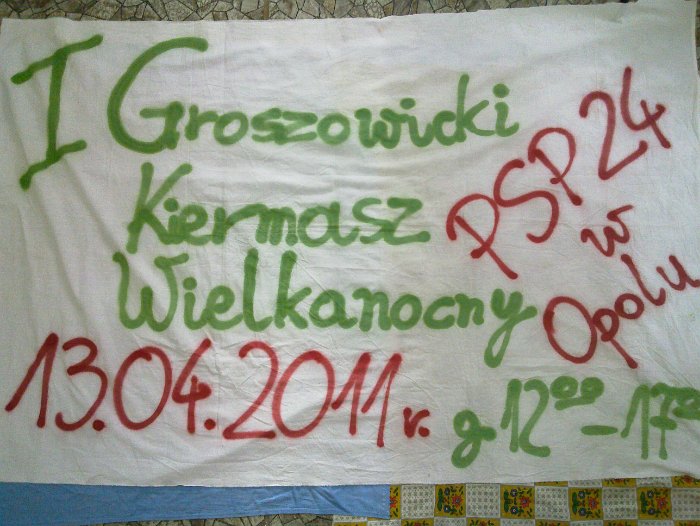 I Groszowicki
Kiermasz
Wielkanocny
PSP 24
w
Opolu
13.04.2011 r.
g. 12⁰⁰ - 17⁰⁰